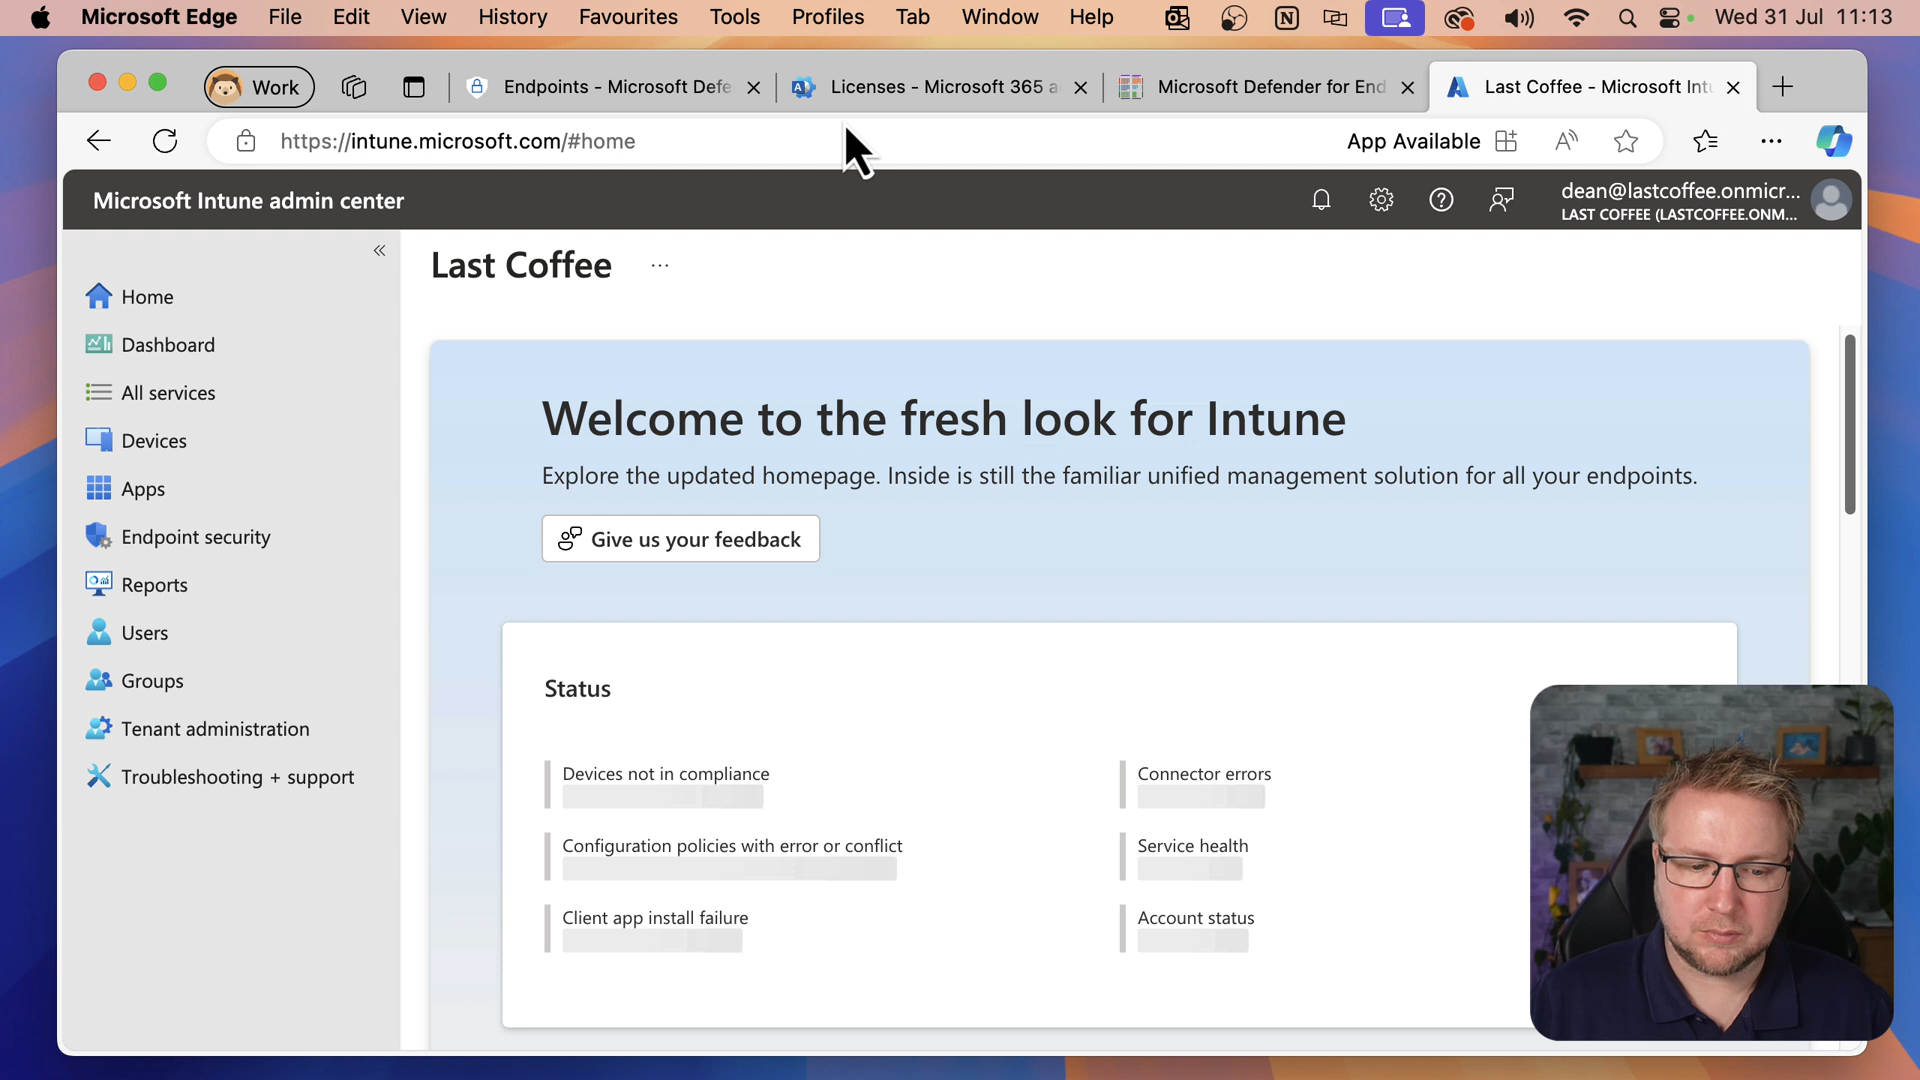 Microsoft Edge File Edit View History Favourites Tools Profiles Tab Window Help Wed 31 Jul 11:13
Work
Endpoints - Microsoft Defe
Licenses - Microsoft 365 a
Microsoft Defender for End
Last Coffee - Microsoft Int
https://intune.microsoft.com/#home
App Available
Microsoft Intune admin center
dean@lastcoffee.onmicr...
LAST COFFEE (LASTCOFFEE.ONM...
Home
Dashboard
All services
Devices
Apps
Endpoint security
Reports
Users
Groups
Tenant administration
Troubleshooting + support
Last Coffee ...
Welcome to the fresh look for Intune
Explore the updated homepage. Inside is still the familiar unified management solution for all your endpoints.
Give us your feedback
Status
Devices not in compliance
Configuration policies with error or conflict
Client app install failure
Connector errors
Service health
Account status